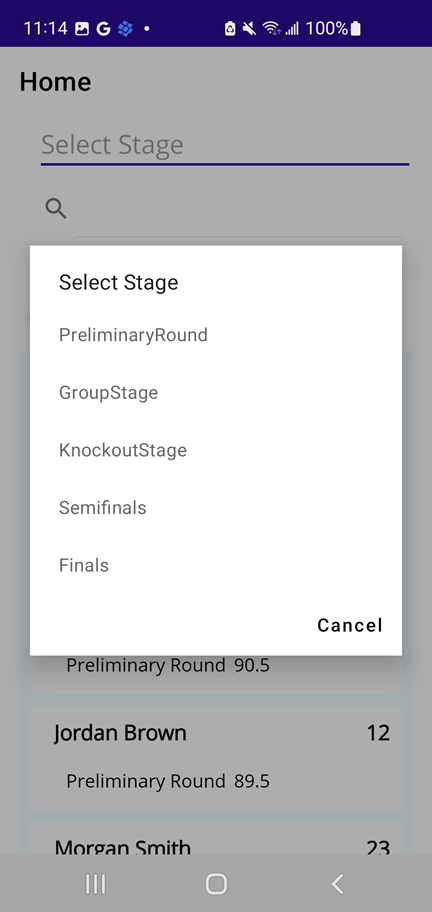 11:14 G 100%
Home
Select Stage
Select Stage
PreliminaryRound
GroupStage
KnockoutStage
Semifinals
Finals
Cancel
Preliminary Round 90.5
Jordan Brown 12
Preliminary Round 89.5
Morgan Smith 23